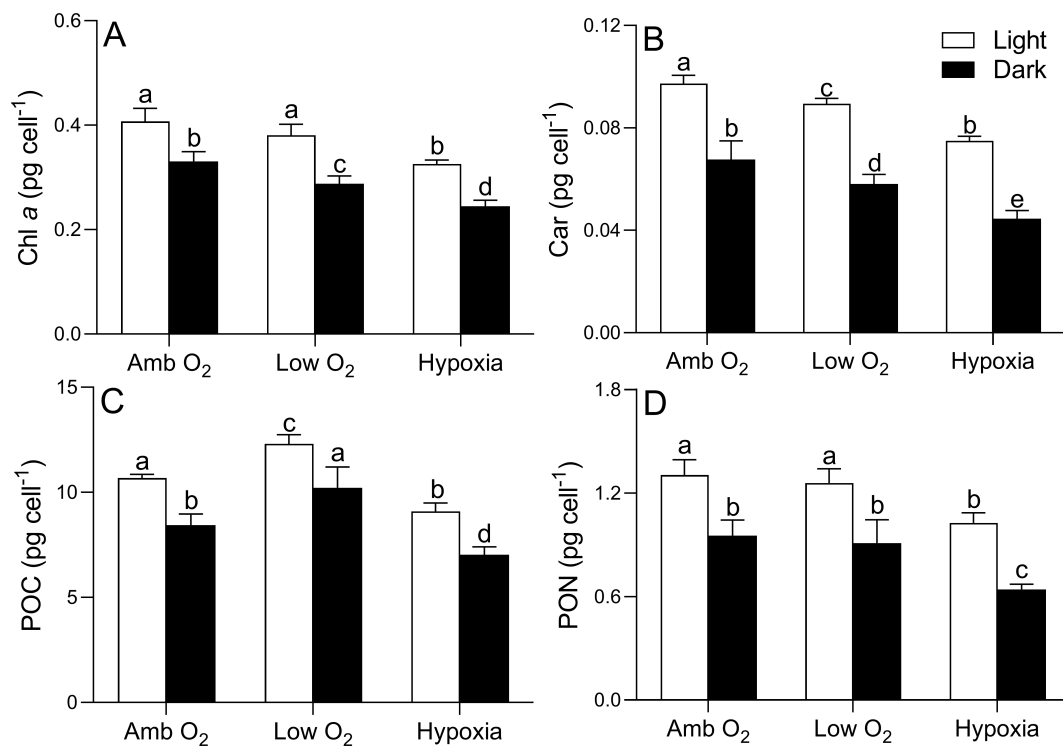 A
Chl a (pg cell-1)
0.6
0.4
0.2
0.0
a
b
a
c
b
d
Amb O2
Low O2
Hypoxia
B
Light
Dark
Car (pg cell-1)
0.12
0.08
0.04
0.00
a
b
c
d
b
e
Amb O2
Low O2
Hypoxia
C
POC (pg cell-1)
15
10
5
0
a
b
c
a
b
d
Amb O2
Low O2
Hypoxia
D
PON (pg cell-1)
1.8
1.2
0.6
0.0
a
b
a
b
b
c
Amb O2
Low O2
Hypoxia